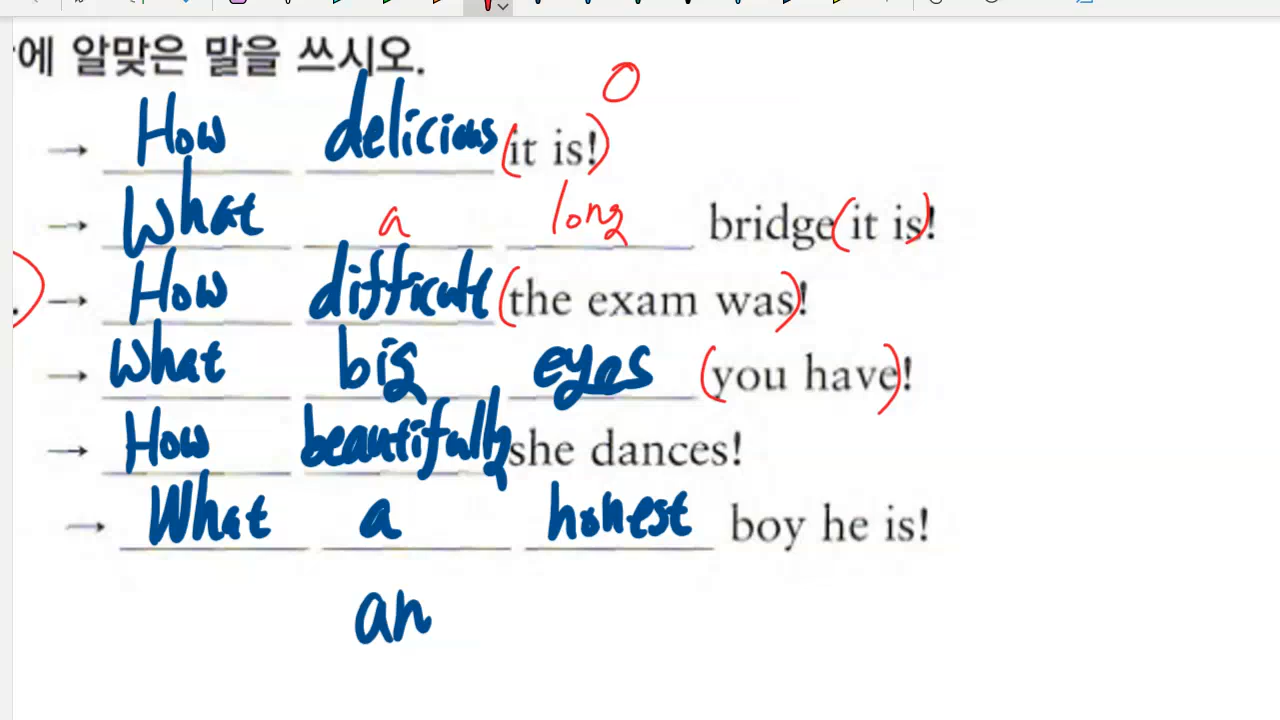 에 알맞은 말을 쓰시오.
O
→ How delicious (it is!)
→ What a long bridge (it is)!
. → How difficult (the exam was)!
→ What big eyes (you have)!
→ How beautifully she dances!
→ What a honest boy he is!
an